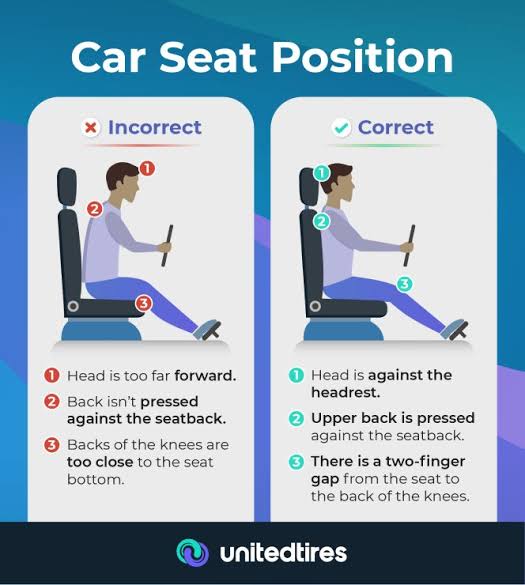 Car Seat Position
Incorrect
1
2
3
1 Head is too far forward.
2 Back isn't pressed
against the seatback.
3 Backs of the knees are
too close to the seat
bottom.
Correct
1
2
3
1 Head is against the
headrest.
2 Upper back is pressed
against the seatback.
3 There is a two-finger
gap from the seat to
the back of the knees.
unitedtires